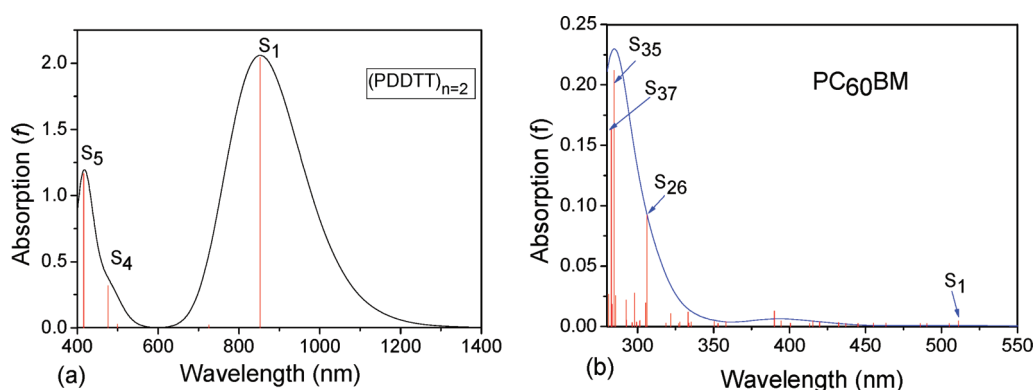 2.0
1.5
1.0
0.5
0.0
Absorption (f)
S1
S5
S4
(PDDTT)n=2
400 600 800 1000 1200 1400
Wavelength (nm)
(a)
0.25
0.20
0.15
0.10
0.05
0.00
Absorption (f)
S35
S37
S26
S1
PC60BM
300 350 400 450 500 550
Wavelength (nm)
(b)